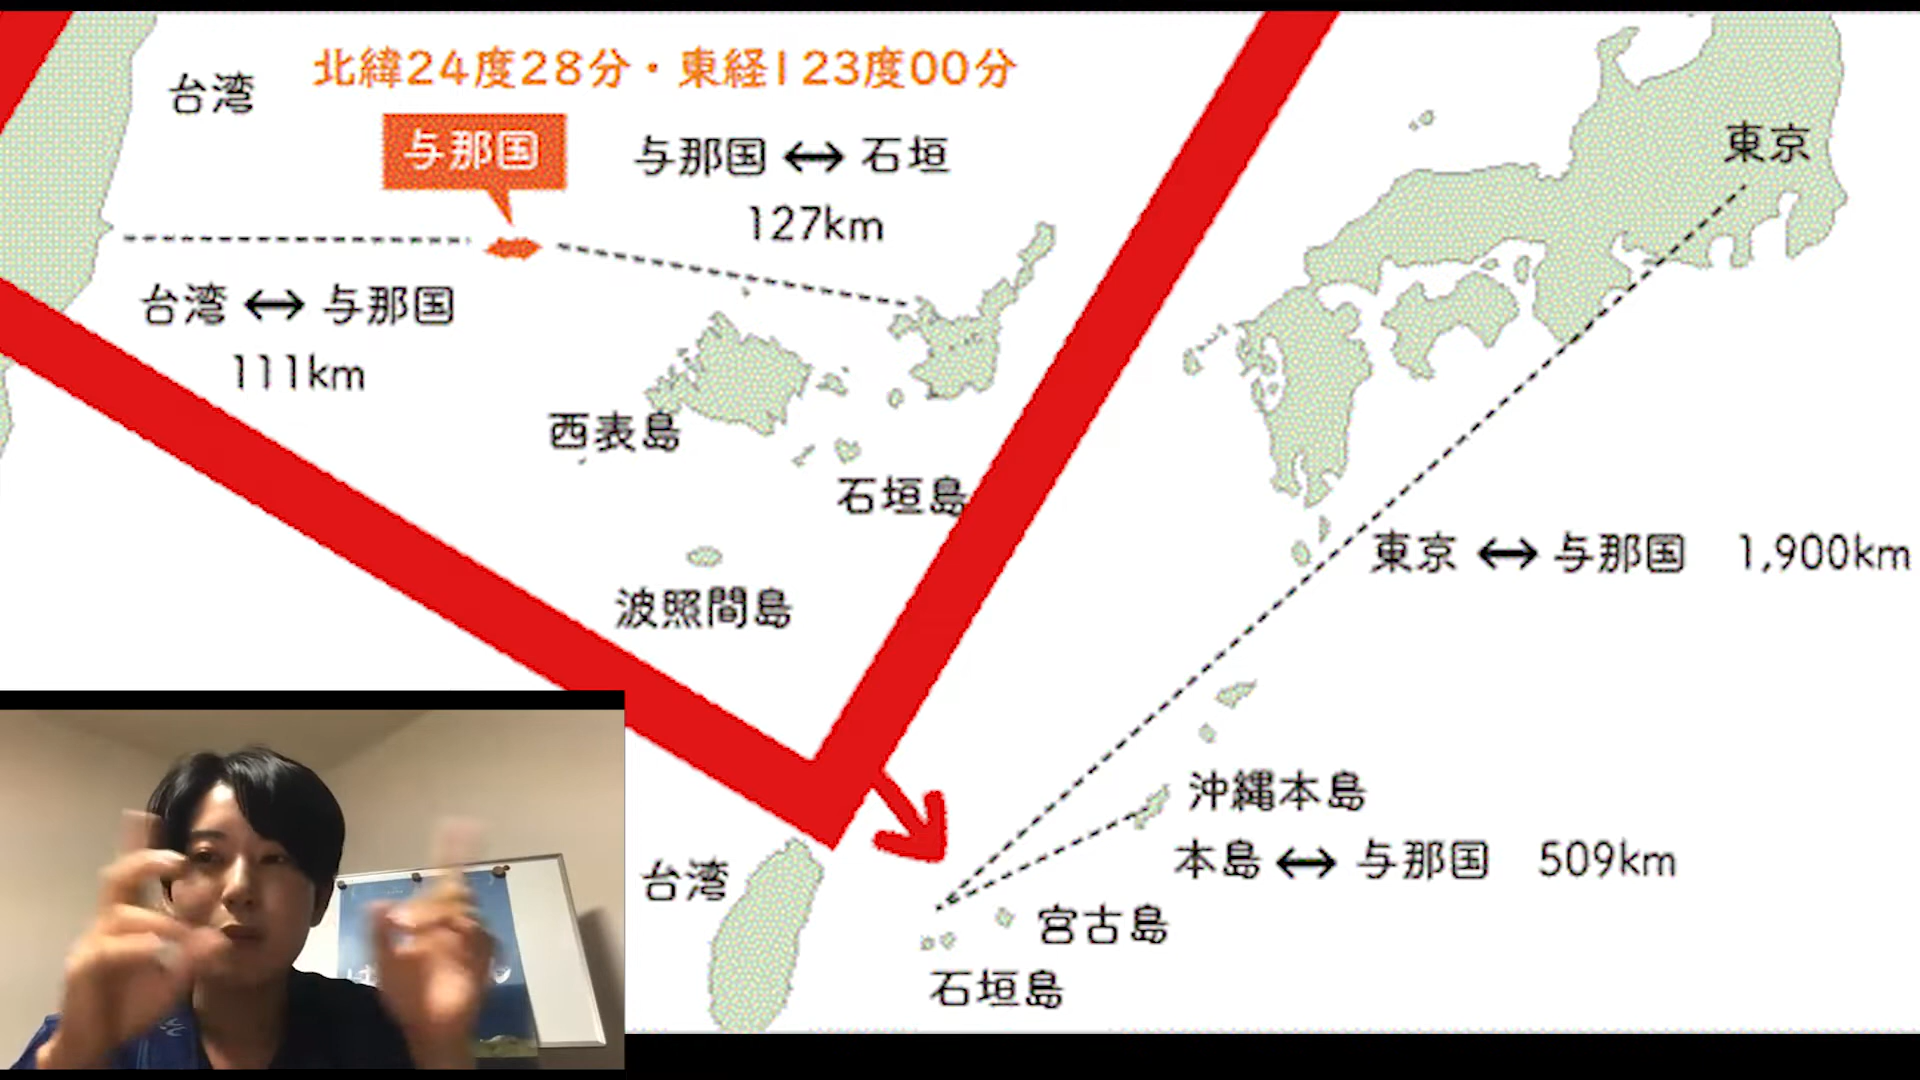 北緯24度28分・東経123度00分
台湾
与那国
与那国 ↔ 石垣
127km
台湾 ↔ 与那国
111km
西表島
石垣島
波照間島
東京
東京 ↔ 与那国 1,900km
沖縄本島
本島 ↔ 与那国 509km
台湾
宮古島
石垣島